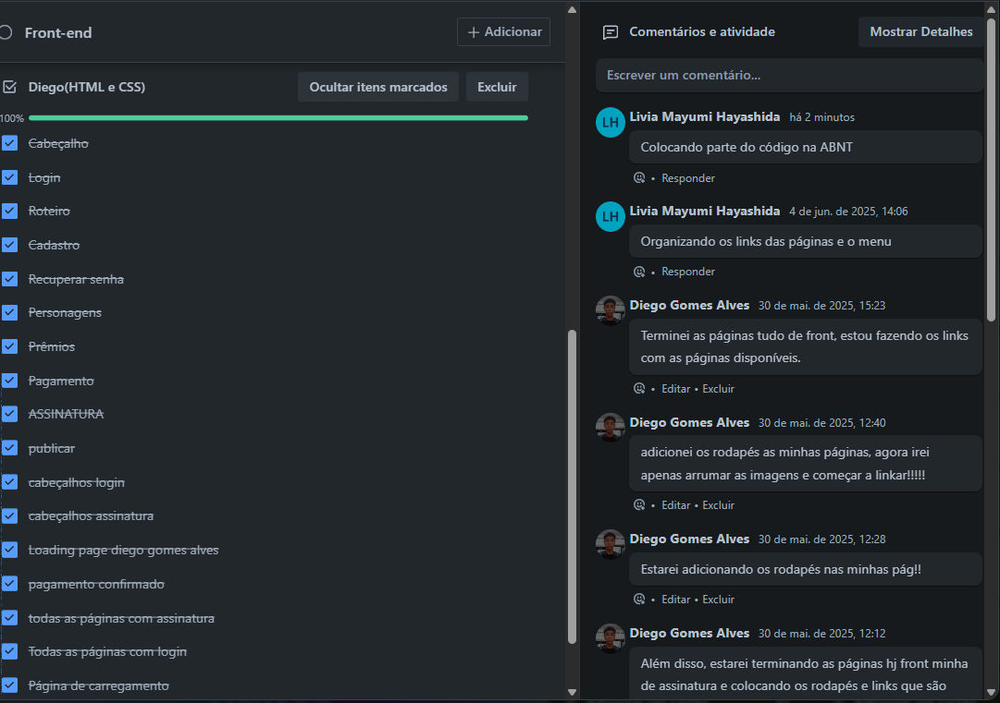 Front-end
+ Adicionar
Diego(HTML e CSS)
Ocultar itens marcados
Excluir
100%
Cabeçalho
Login
Roteiro
Cadastro
Recuperar senha
Personagens
Prêmios
Pagamento
ASSINATURA
publicar
cabeçalhos login
cabeçalhos assinatura
Loading page diego gomes alves
pagamento confirmado
todas as páginas com assinatura
Todas as páginas com login
Página de carregamento
Comentários e atividade
Mostrar Detalhes
Escrever um comentário...
LH
Livia Mayumi Hayashida há 2 minutos
Colocando parte do código na ABNT
• Responder
LH
Livia Mayumi Hayashida 4 de jun. de 2025, 14:06
Organizando os links das páginas e o menu
• Responder
Diego Gomes Alves 30 de mai. de 2025, 15:23
Terminei as páginas tudo de front, estou fazendo os links
com as páginas disponíveis.
• Editar • Excluir
Diego Gomes Alves 30 de mai. de 2025, 12:40
adicionei os rodapés as minhas páginas, agora irei
apenas arrumar as imagens e começar a linkar!!!!!
• Editar • Excluir
Diego Gomes Alves 30 de mai. de 2025, 12:28
Estarei adicionando os rodapés nas minhas pág!!
• Editar • Excluir
Diego Gomes Alves 30 de mai. de 2025, 12:12
Além disso, estarei terminando as páginas hj front minha
de assinatura e colocando os rodapés e links que são